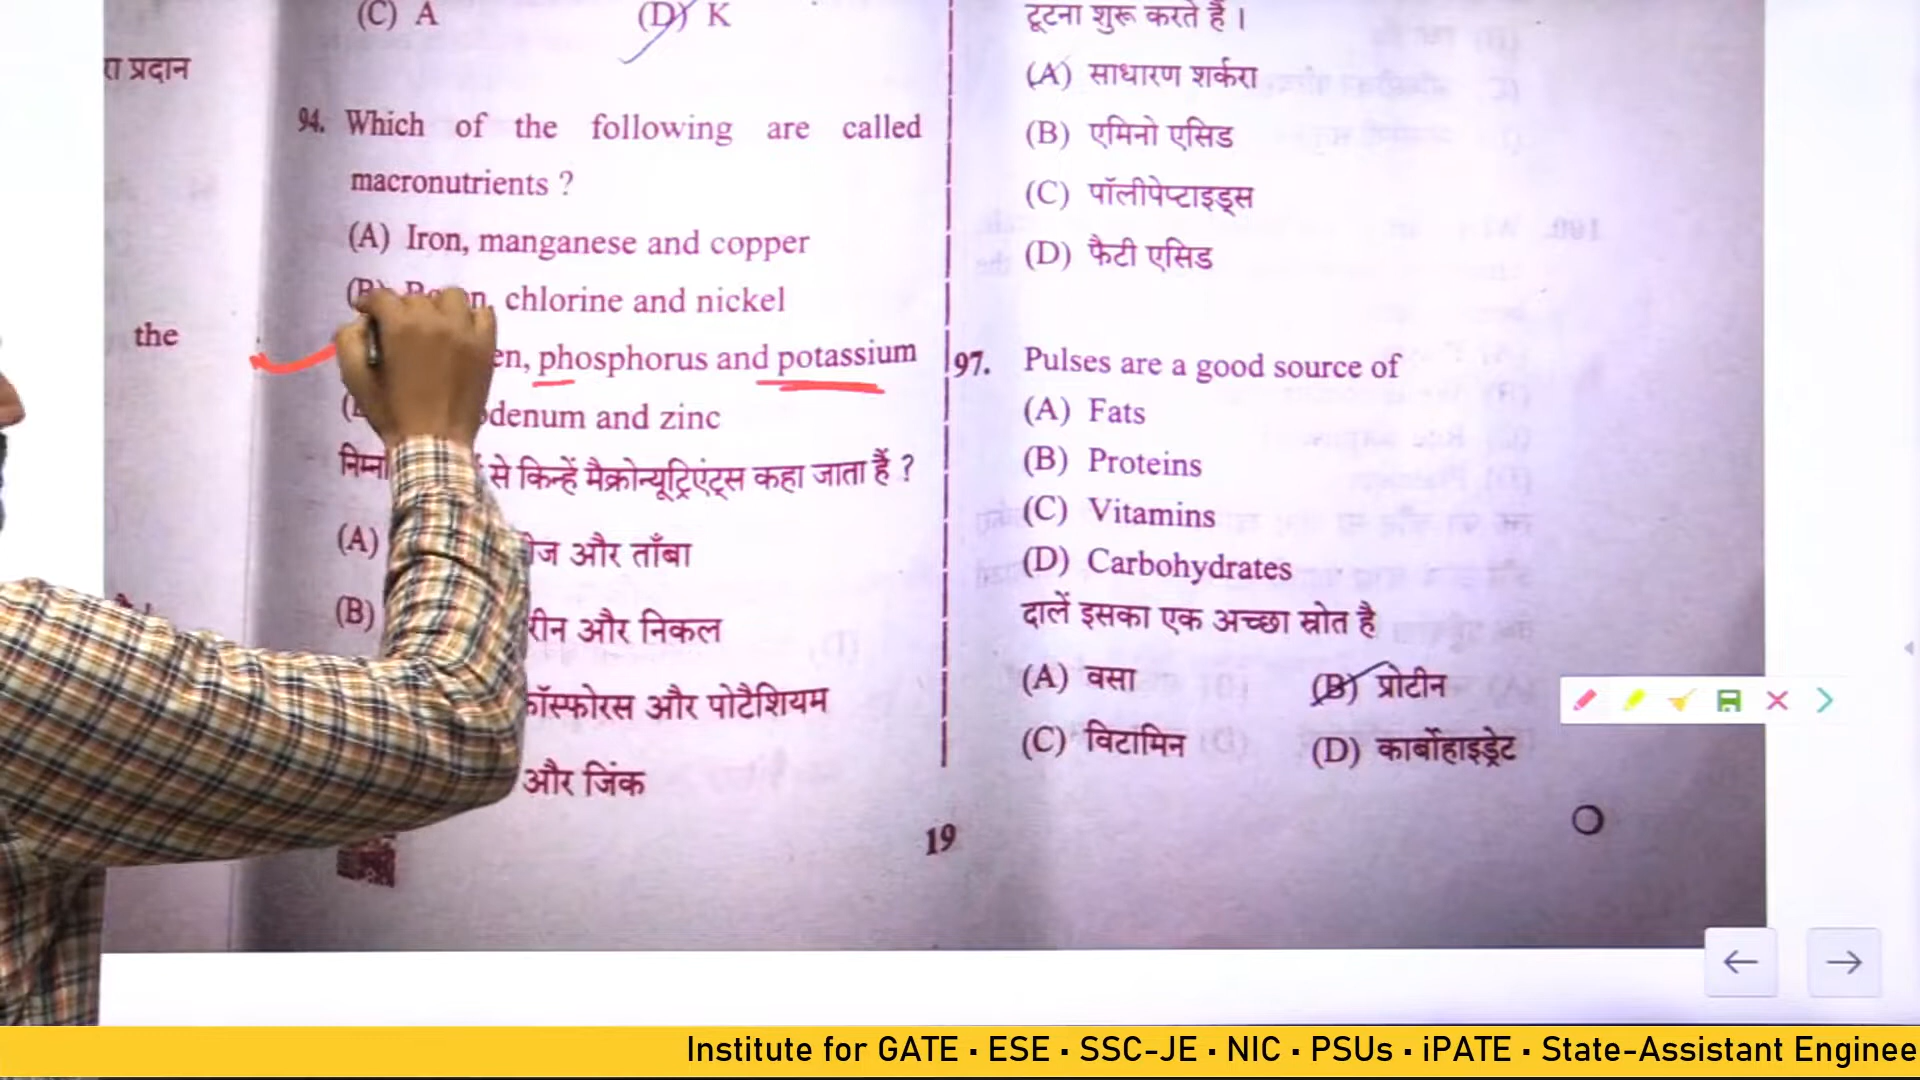 (C) A
(D) K
रा प्रदान
the
94. Which of the following are called
macronutrients ?
(A) Iron, manganese and copper
chlorine and nickel
phosphorus and potassium
and zinc
से किन्हें मैक्रोन्यूट्रिएंट्स कहा जाता हैं ?
(A) और ताँबा
(B) और निकल
और पोटैशियम
और जिंक
टूटना शुरू करते हैं ।
(A) साधारण शर्करा
(B) एमिनो एसिड
(C) पॉलीपेप्टाइड्स
(D) फैटी एसिड
97. Pulses are a good source of
(A) Fats
(B) Proteins
(C) Vitamins
(D) Carbohydrates
दालें इसका एक अच्छा स्रोत है
(A) वसा
(B) प्रोटीन
(C) विटामिन
(D) कार्बोहाइड्रेट
19
Institute for GATE ▪ ESE ▪ SSC-JE ▪ NIC ▪ PSUs ▪ iPATE ▪ State-Assistant Enginee